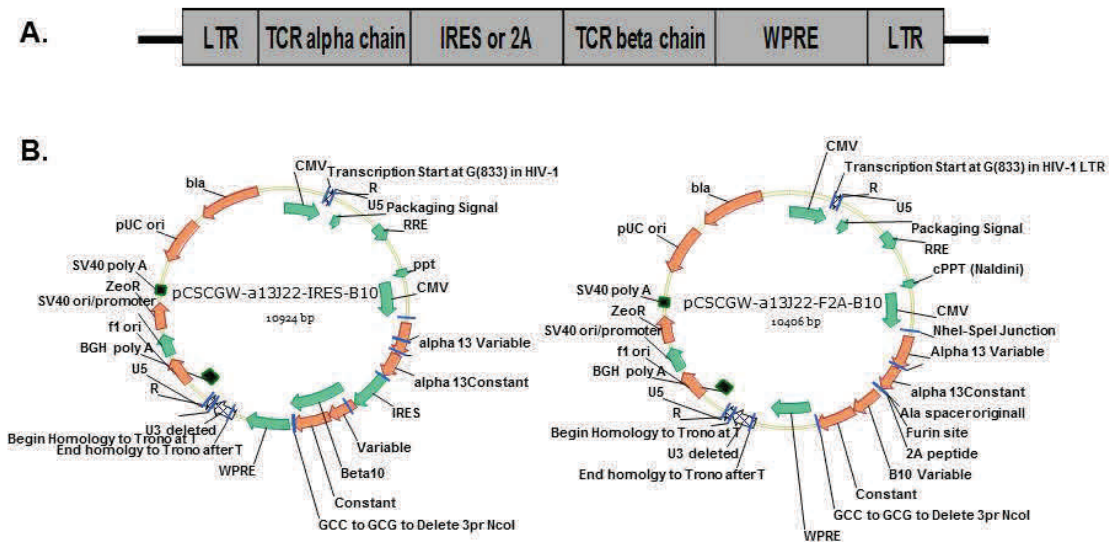 A.
LTR
TCR alpha chain
IRES or 2A
TCR beta chain
WPRE
LTR
B.
CMV
Transcription Start at G(833) in HIV-1
R
U5
Packaging Signal
RRE
ppt
CMV
alpha 13 Variable
alpha 13Constant
IRES
Variable
Beta10
Constant
GCC to GCG to Delete 3pr NcoI
WPRE
End homolgy to Trono after T
Begin Homology to Trono at T
U3 deleted
R
U5
BGH poly A
f1 ori
SV40 ori/promoter
ZeoR
SV40 poly A
pUC ori
bla
pCSCGW-a13J22-IRES-B10
10924 bp
CMV
Transcription Start at G(833) in HIV-1 LTR
R
U5
Packaging Signal
RRE
cPPT (Naldini)
CMV
NheI-SpeI Junction
Alpha 13 Variable
alpha 13Constant
Ala spaceroriginall
Furin site
2A peptide
B10 Variable
Constant
GCC to GCG to Delete 3pr NcoI
WPRE
End homolgy to Trono after T
U3 deleted
Begin Homology to Trono at T
R
U5
BGH poly A
f1 ori
SV40 ori/promoter
ZeoR
SV40 poly A
pUC ori
bla
pCSCGW-a13J22-F2A-B10
10406 bp